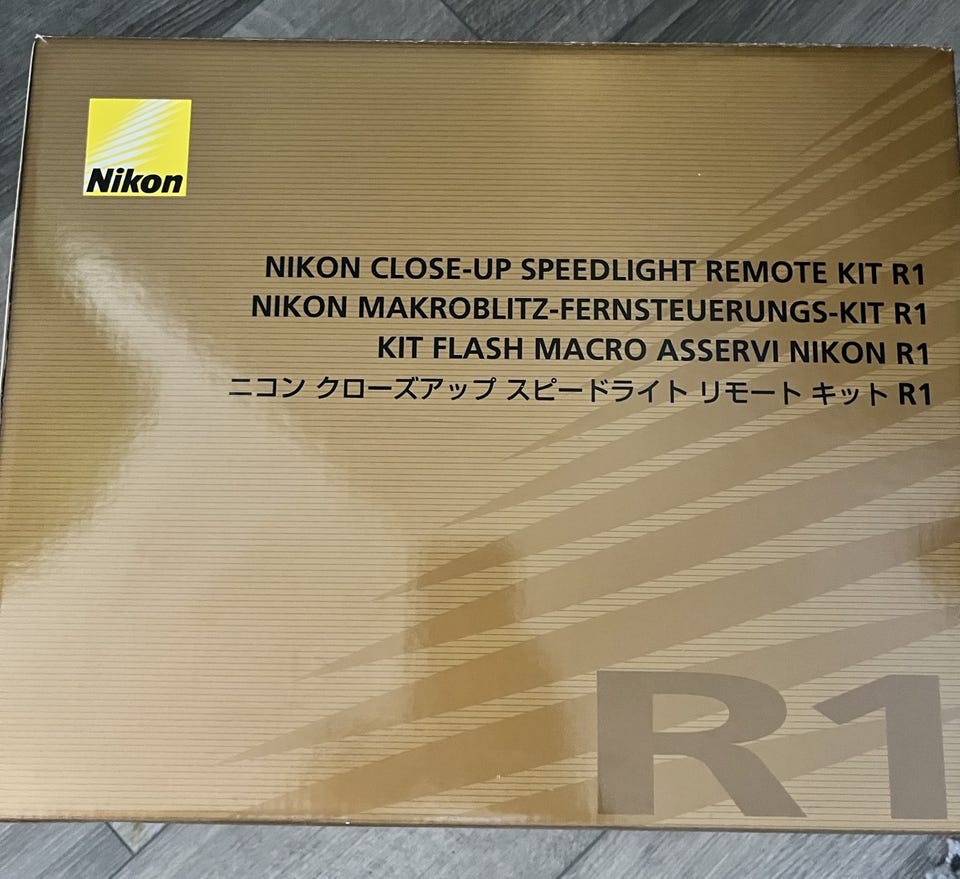 Nikon
NIKON CLOSE-UP SPEEDLIGHT REMOTE KIT R1
NIKON MAKROBLITZ-FERNSTEUERUNGS-KIT R1
KIT FLASH MACRO ASSERVI NIKON R1
ニコン クローズアップ スピードライト リモート キット R1
R1